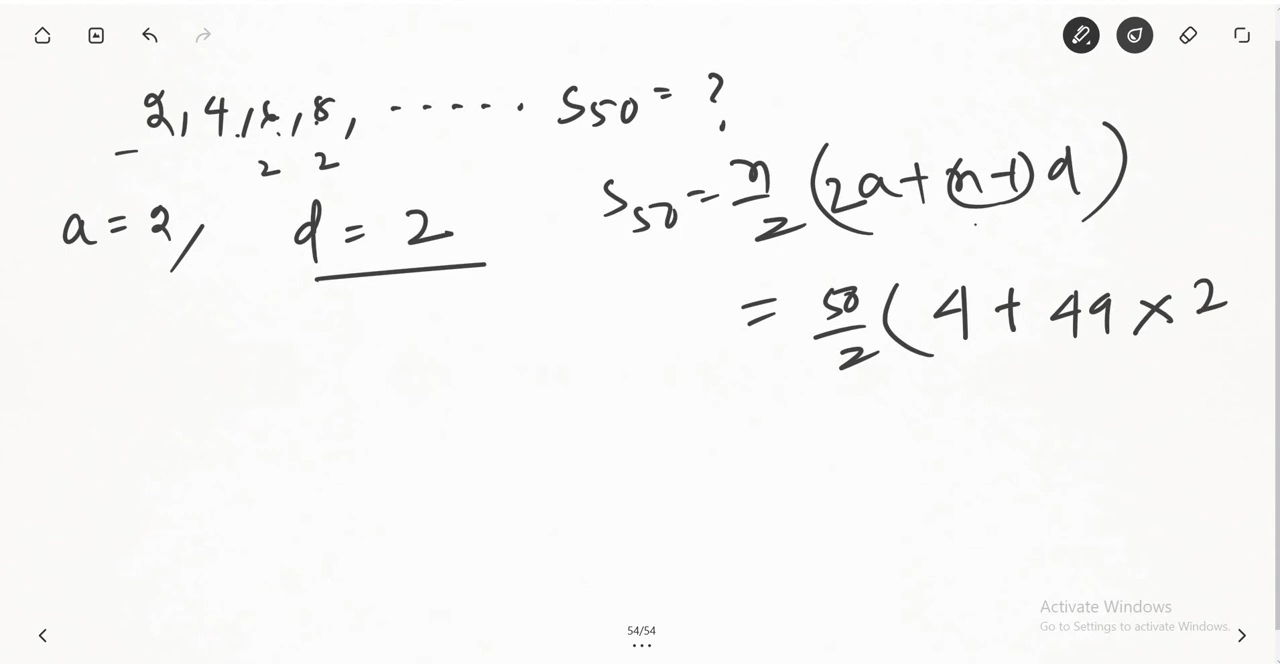 2, 4, 6, 8, ...... S50 = ?
2 2
a = 2, d = 2
S50 = n/2 (2a + (n-1)d)
= 50/2 (4 + 49 × 2
Activate Windows
Go to Settings to activate Windows.
54/54